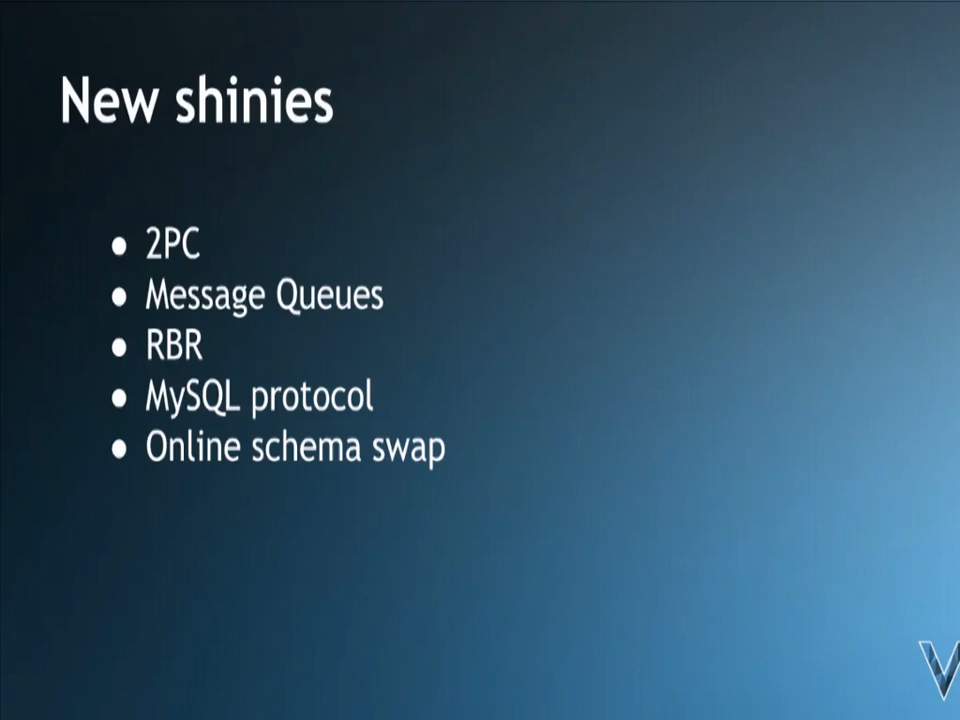 New shinies
● 2PC
● Message Queues
● RBR
● MySQL protocol
● Online schema swap
V